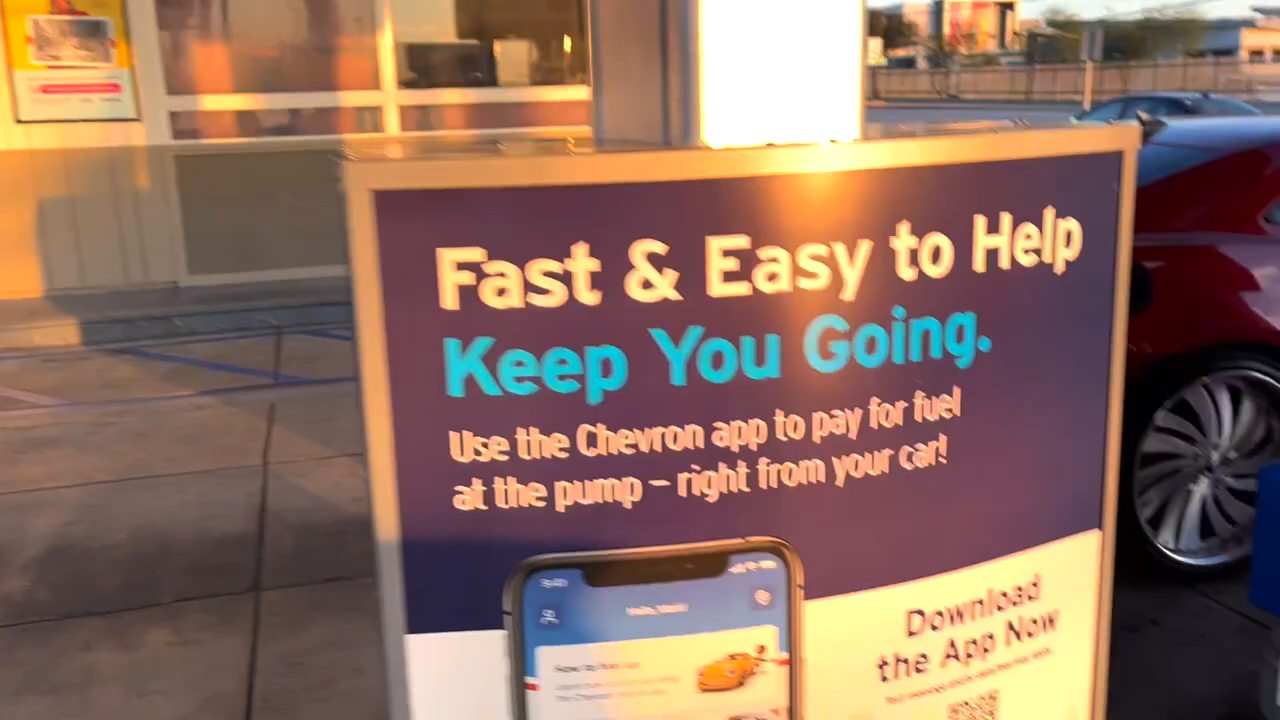 Fast & Easy to Help
Keep You Going.
Use the Chevron app to pay for fuel
at the pump – right from your car!
Download
the App Now